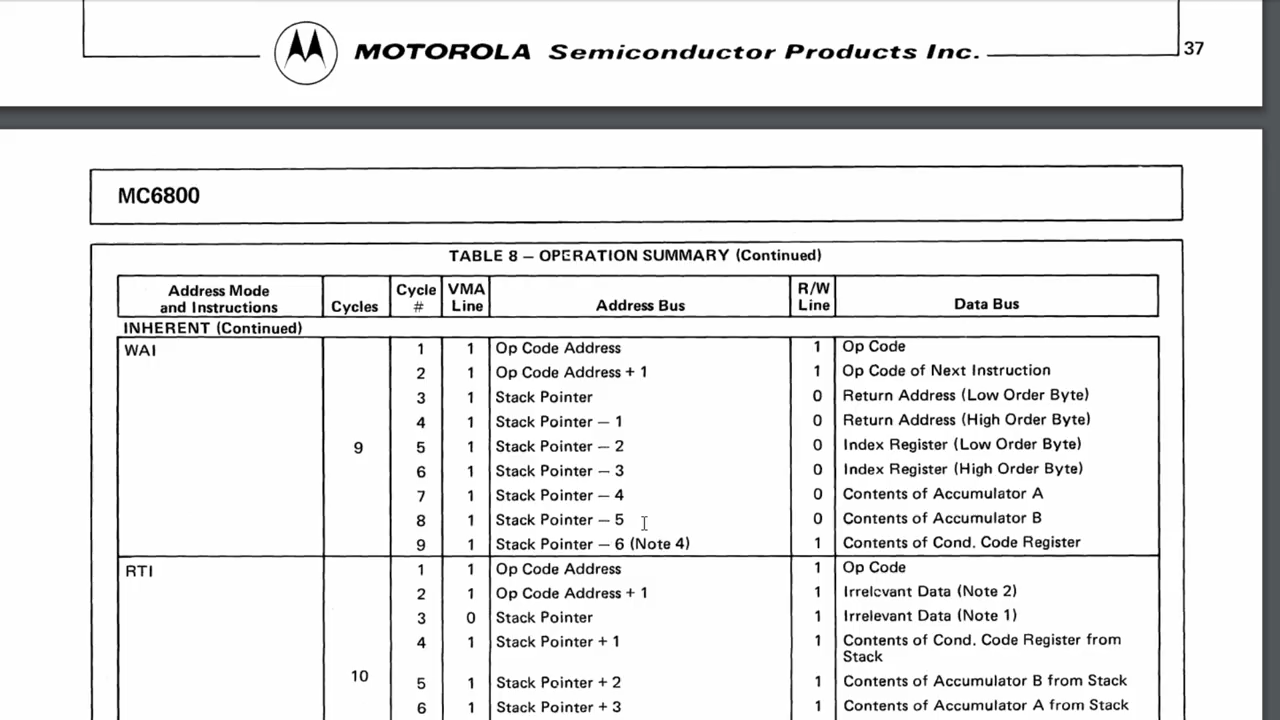 MOTOROLA Semiconductor Products Inc.
37
MC6800
TABLE 8 — OPERATION SUMMARY (Continued)
Address Mode and Instructions Cycles Cycle # VMA Line Address Bus R/W Line Data Bus
INHERENT (Continued)
WAI 1 1 Op Code Address 1 Op Code
2 1 Op Code Address + 1 1 Op Code of Next Instruction
3 1 Stack Pointer 0 Return Address (Low Order Byte)
4 1 Stack Pointer — 1 0 Return Address (High Order Byte)
9 5 1 Stack Pointer — 2 0 Index Register (Low Order Byte)
6 1 Stack Pointer — 3 0 Index Register (High Order Byte)
7 1 Stack Pointer — 4 0 Contents of Accumulator A
8 1 Stack Pointer — 5 0 Contents of Accumulator B
9 1 Stack Pointer — 6 (Note 4) 1 Contents of Cond. Code Register
RTI 1 1 Op Code Address 1 Op Code
2 1 Op Code Address + 1 1 Irrelevant Data (Note 2)
3 0 Stack Pointer 1 Irrelevant Data (Note 1)
4 1 Stack Pointer + 1 1 Contents of Cond. Code Register from
Stack
10 5 1 Stack Pointer + 2 1 Contents of Accumulator B from Stack
6 1 Stack Pointer + 3 1 Contents of Accumulator A from Stack